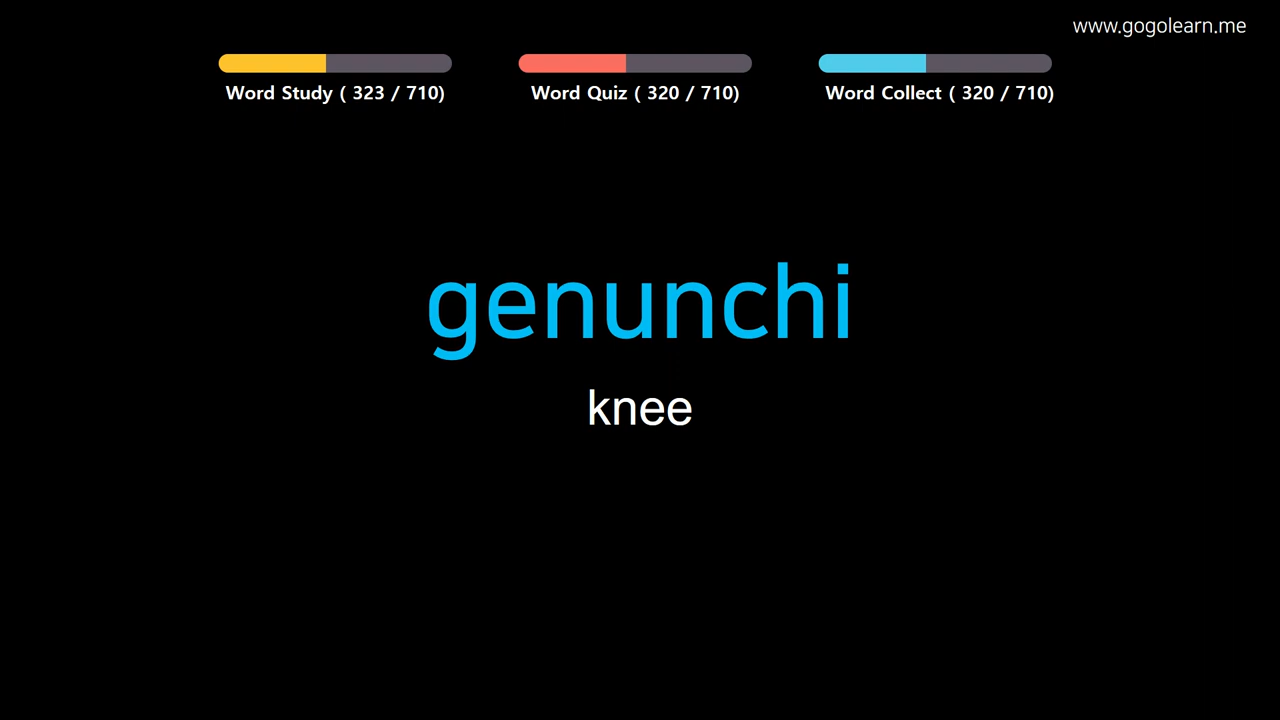 www.gogolearn.me
Word Study ( 323 / 710)
Word Quiz ( 320 / 710)
Word Collect ( 320 / 710)
genunchi
knee